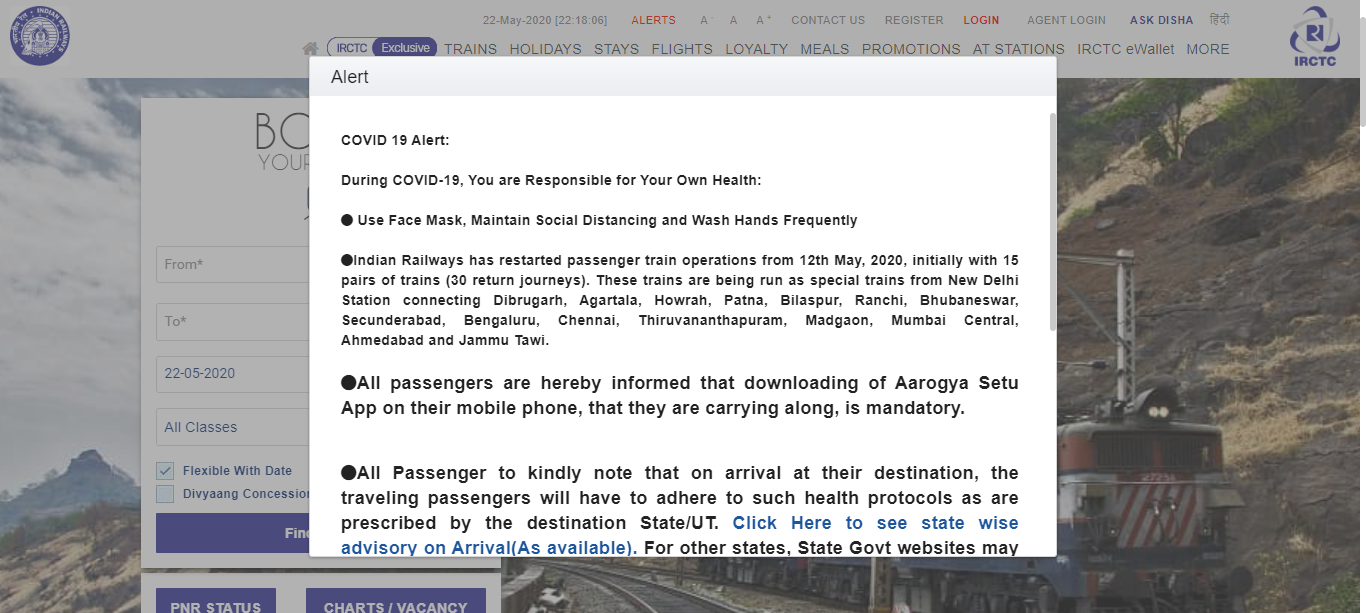 22-May-2020 [22:18:06] ALERTS A- A A+ CONTACT US REGISTER LOGIN AGENT LOGIN ASK DISHA हिंदी
IRCTC Exclusive TRAINS HOLIDAYS STAYS FLIGHTS LOYALTY MEALS PROMOTIONS AT STATIONS IRCTC eWallet MORE
INDIAN RAILWAYS
IRCTC
Alert
BO
YOUR
From*
To*
22-05-2020
All Classes
Flexible With Date
Divyaang Concession
Find
PNR STATUS CHARTS / VACANCY
COVID 19 Alert:
During COVID-19, You are Responsible for Your Own Health:
● Use Face Mask, Maintain Social Distancing and Wash Hands Frequently
●Indian Railways has restarted passenger train operations from 12th May, 2020, initially with 15
pairs of trains (30 return journeys). These trains are being run as special trains from New Delhi
Station connecting Dibrugarh, Agartala, Howrah, Patna, Bilaspur, Ranchi, Bhubaneswar,
Secunderabad, Bengaluru, Chennai, Thiruvananthapuram, Madgaon, Mumbai Central,
Ahmedabad and Jammu Tawi.
●All passengers are hereby informed that downloading of Aarogya Setu
App on their mobile phone, that they are carrying along, is mandatory.
●All Passenger to kindly note that on arrival at their destination, the
traveling passengers will have to adhere to such health protocols as are
prescribed by the destination State/UT. Click Here to see state wise
advisory on Arrival(As available). For other states, State Govt websites may